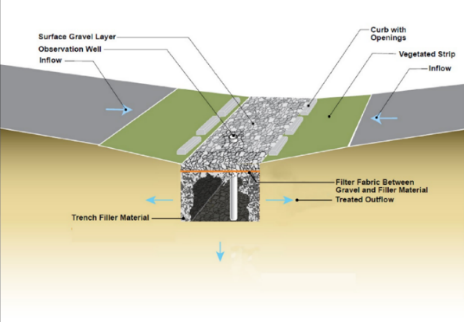 Surface Gravel Layer
Observation Well
Inflow
Curb with
Openings
Vegetated Strip
Inflow
Filter Fabric Between
Gravel and Filler Material
Treated Outflow
Trench Filler Material